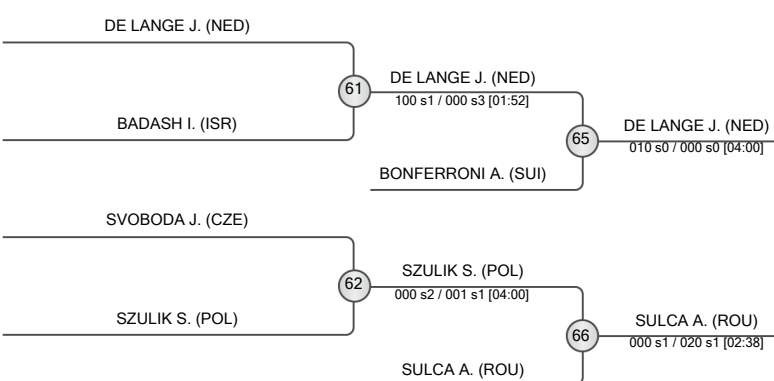 DE LANGE J. (NED)
61
DE LANGE J. (NED)
100 s1 / 000 s3 [01:52]
BADASH I. (ISR)
65
DE LANGE J. (NED)
010 s0 / 000 s0 [04:00]
BONFERRONI A. (SUI)
SVOBODA J. (CZE)
62
SZULIK S. (POL)
000 s2 / 001 s1 [04:00]
SZULIK S. (POL)
66
SULCA A. (ROU)
000 s1 / 020 s1 [02:38]
SULCA A. (ROU)